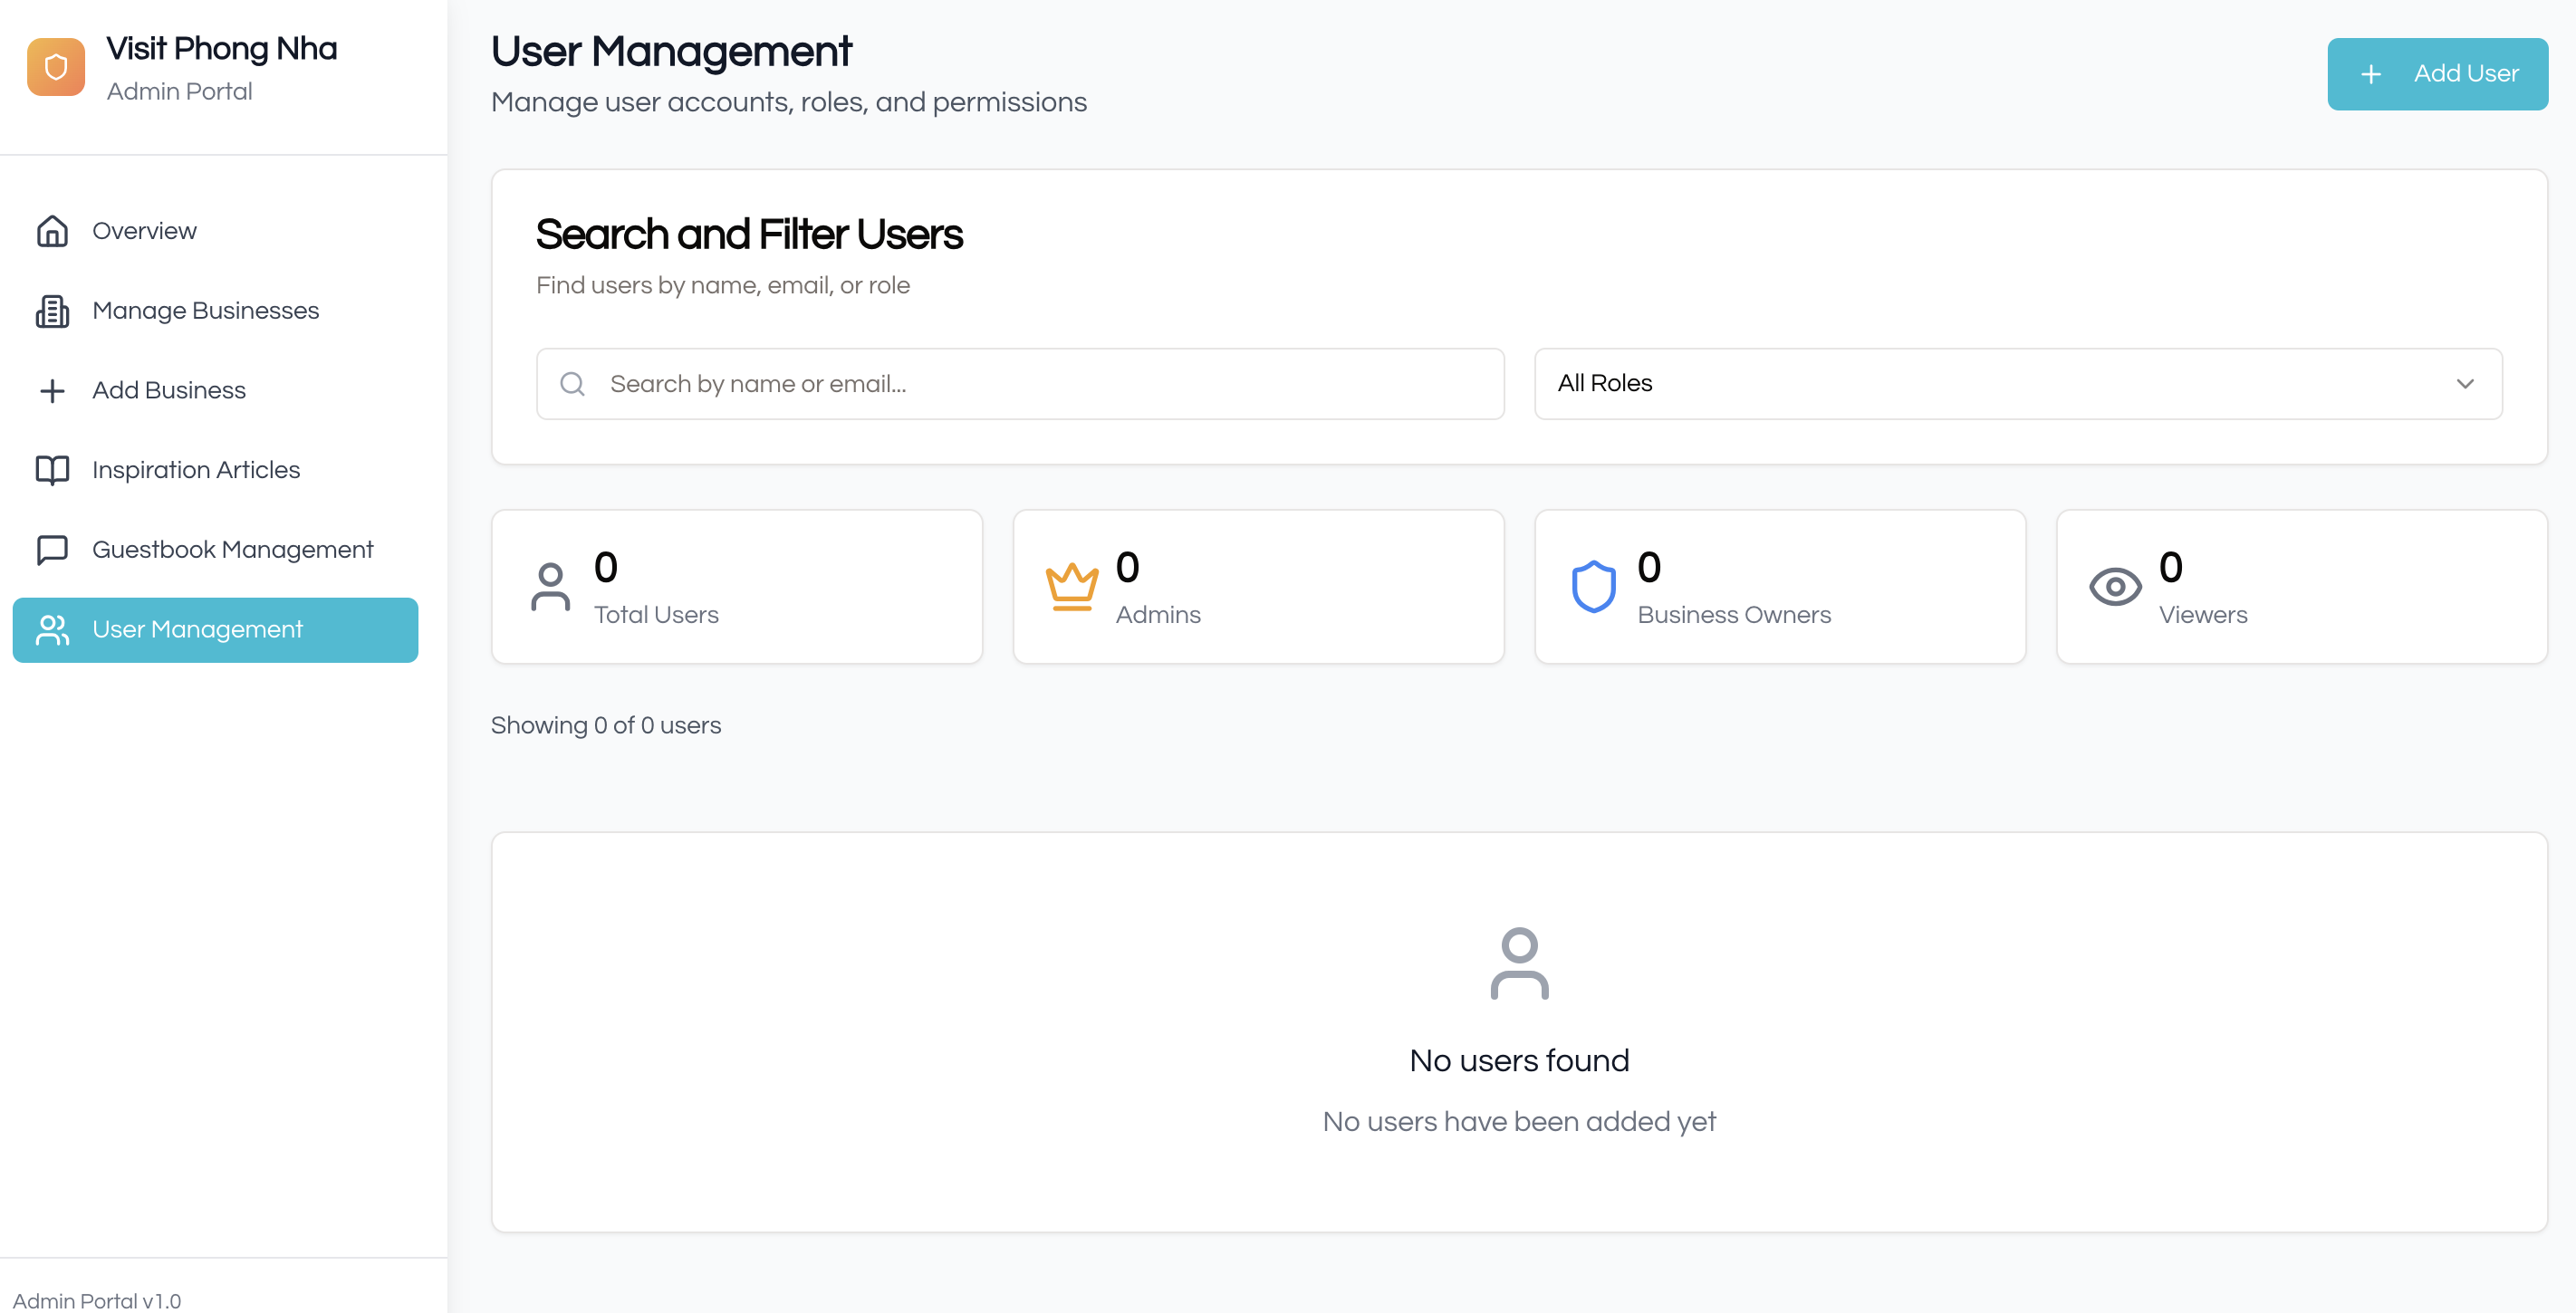 Visit Phong Nha
Admin Portal
Overview
Manage Businesses
Add Business
Inspiration Articles
Guestbook Management
User Management
Admin Portal v1.0
User Management
Manage user accounts, roles, and permissions
Add User
Search and Filter Users
Find users by name, email, or role
Search by name or email...
All Roles
0
Total Users
0
Admins
0
Business Owners
0
Viewers
Showing 0 of 0 users
No users found
No users have been added yet